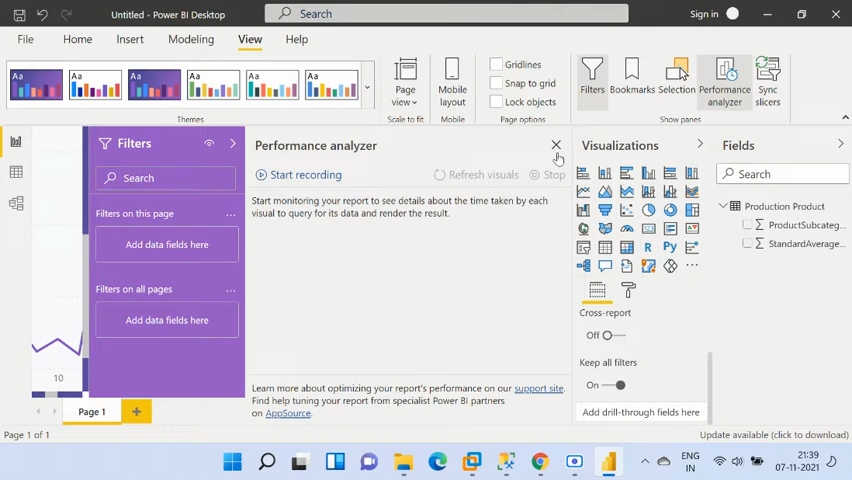 Untitled - Power BI Desktop
Search
Sign in
File
Home
Insert
Modeling
View
Help
Aa
Aa
Aa
Aa
Aa
Aa
Themes
Page
view
Scale to fit
Mobile
layout
Mobile
Gridlines
Snap to grid
Lock objects
Page options
Filters
Bookmarks
Selection
Performance
analyzer
Sync
slicers
Show panes
Filters
Search
Filters on this page
Add data fields here
Filters on all pages
Add data fields here
10
Performance analyzer
Start recording
Refresh visuals
Stop
Start monitoring your report to see details about the time taken by each
visual to query for its data and render the result.
Learn more about optimizing your report's performance on our support site.
Find help tuning your report from specialist Power BI partners
on AppSource.
Visualizations
R
Py
Cross-report
Off
Keep all filters
On
Add drill-through fields here
Fields
Search
Production Product
ProductSubcateg...
StandardAverage...
Page 1
Page 1 of 1
Update available (click to download)
ENG
IN
21:39
07-11-2021